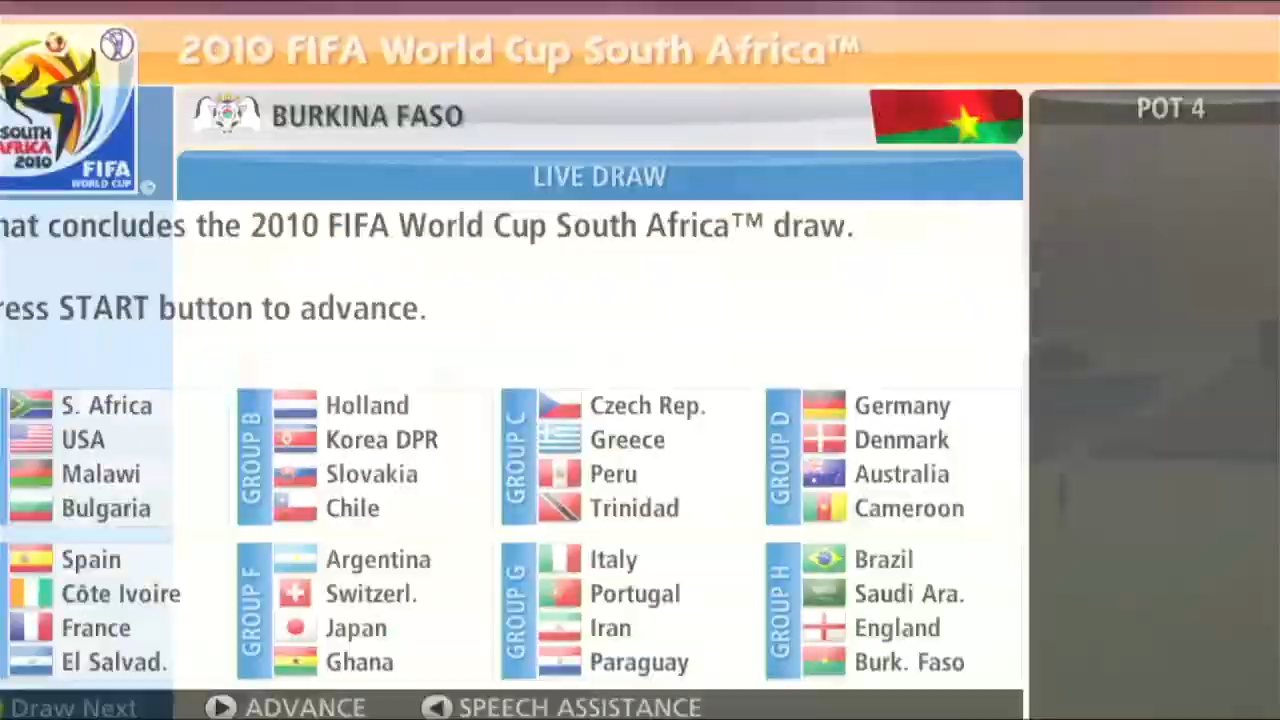 2010 FIFA World Cup South Africa™
SOUTH
AFRICA
2010
FIFA
WORLD CUP
©
BURKINA FASO
POT 4
LIVE DRAW
hat concludes the 2010 FIFA World Cup South Africa™ draw.
ress START button to advance.
S. Africa
USA
Malawi
Bulgaria
GROUP B
Holland
Korea DPR
Slovakia
Chile
GROUP C
Czech Rep.
Greece
Peru
Trinidad
GROUP D
Germany
Denmark
Australia
Cameroon
Spain
Côte Ivoire
France
El Salvad.
GROUP F
Argentina
Switzerl.
Japan
Ghana
GROUP G
Italy
Portugal
Iran
Paraguay
GROUP H
Brazil
Saudi Ara.
England
Burk. Faso
Draw Next
ADVANCE
SPEECH ASSISTANCE